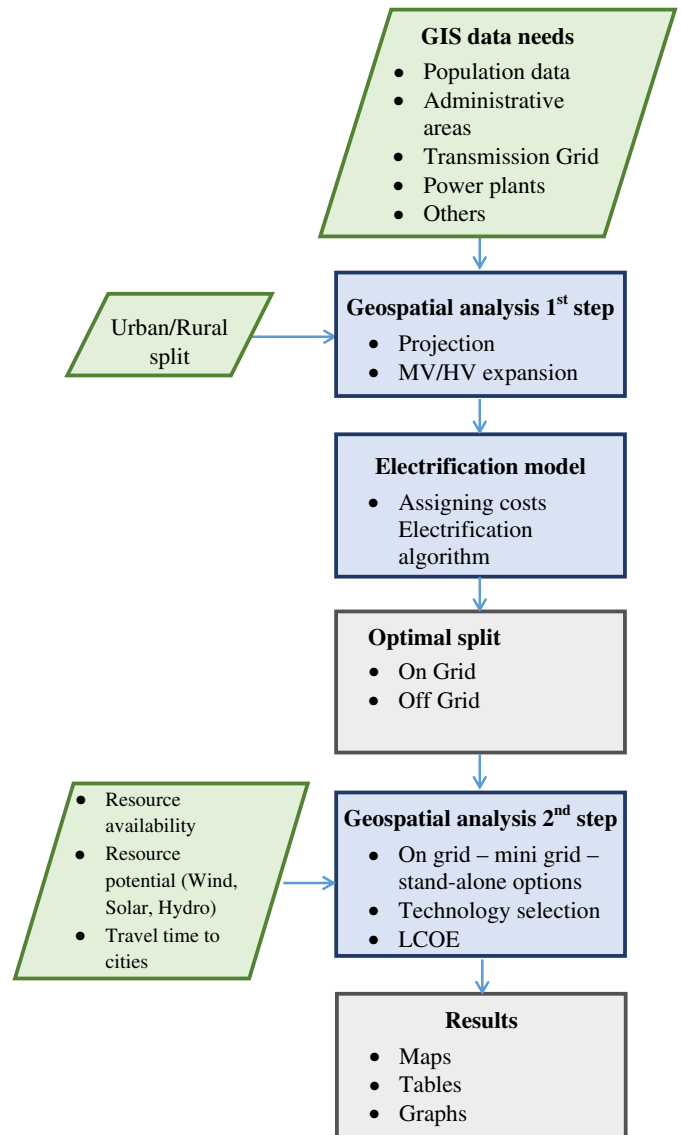 GIS data needs
• Population data
• Administrative
areas
• Transmission Grid
• Power plants
• Others
Urban/Rural
split
Geospatial analysis 1st step
• Projection
• MV/HV expansion
Electrification model
• Assigning costs
Electrification
algorithm
Optimal split
• On Grid
• Off Grid
• Resource
availability
• Resource
potential (Wind,
Solar, Hydro)
• Travel time to
cities
Geospatial analysis 2nd step
• On grid – mini grid –
stand-alone options
• Technology selection
• LCOE
Results
• Maps
• Tables
• Graphs